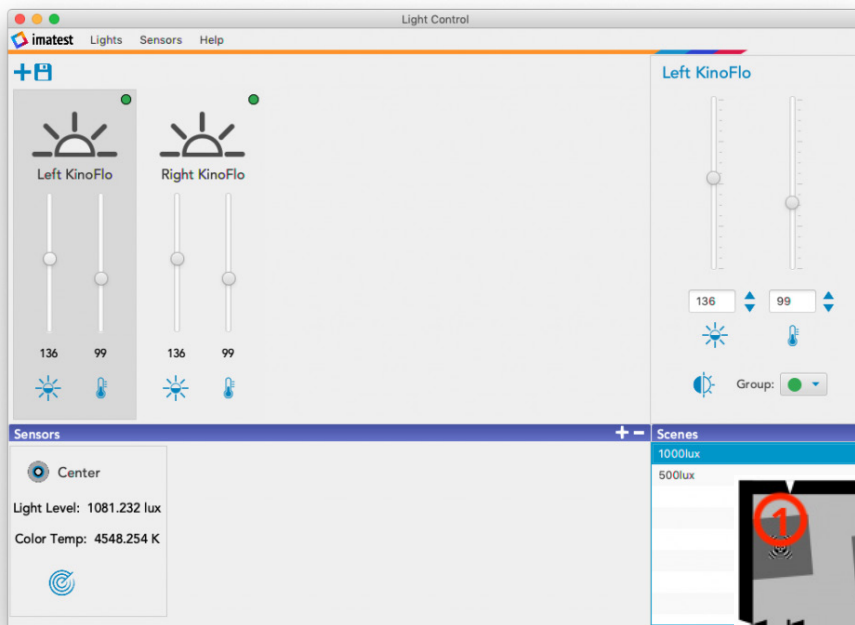 Light Control
imatest Lights Sensors Help
Left KinoFlo
Left KinoFlo Right KinoFlo
136 99
136 99 136 99
Group:
Sensors
Scenes
1000lux
500lux
Center
Light Level: 1081.232 lux
Color Temp: 4548.254 K
1